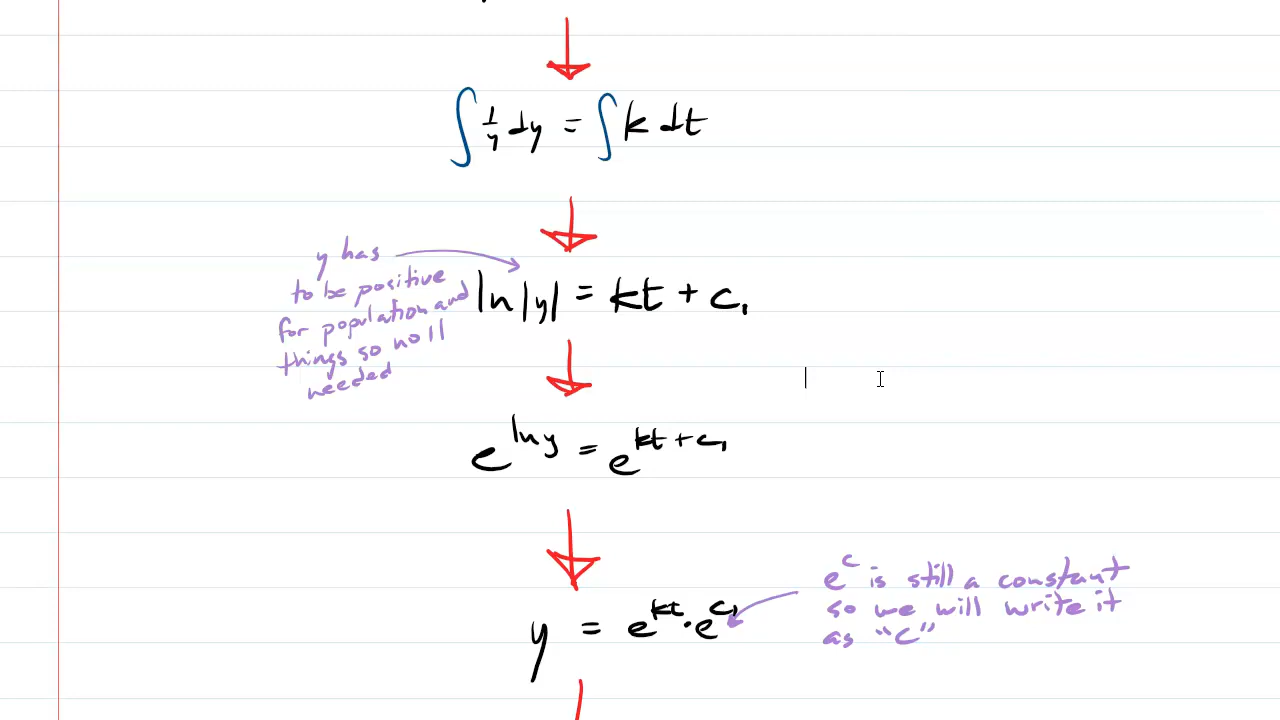 ∫ 1/y dy = ∫ k dt
y has
to be positive
for population and
things so no ||
needed
ln|y| = kt + c₁
e^(ln y) = e^(kt + c₁)
y = e^(kt) · e^(c₁)
e^c is still a constant
so we will write it
as "C"